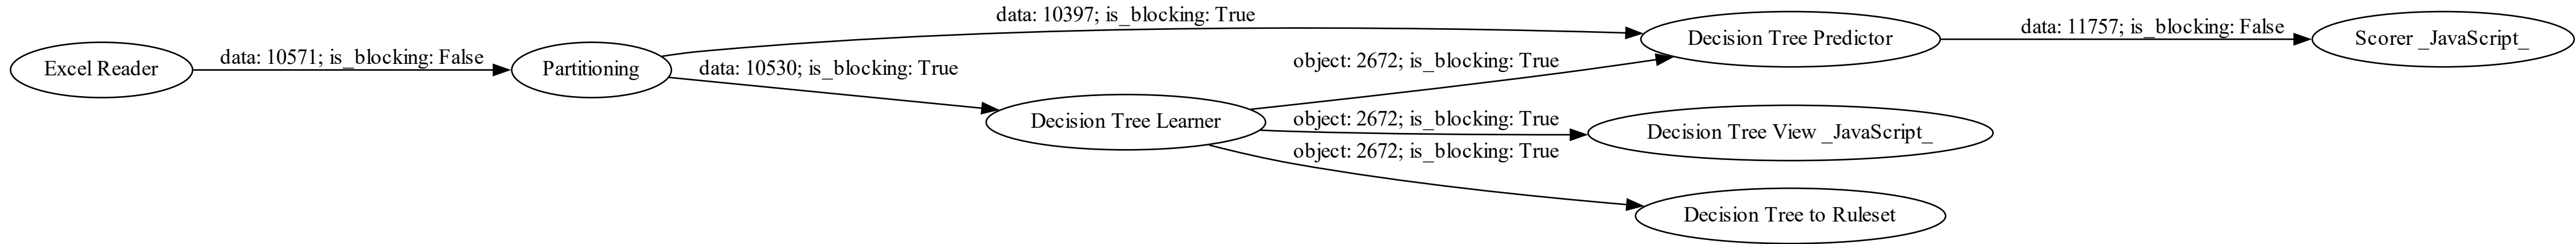 Excel Reader
data: 10571; is_blocking: False
Partitioning
data: 10397; is_blocking: True
data: 10530; is_blocking: True
Decision Tree Learner
object: 2672; is_blocking: True
object: 2672; is_blocking: True
object: 2672; is_blocking: True
Decision Tree Predictor
Decision Tree View _JavaScript_
Decision Tree to Ruleset
data: 11757; is_blocking: False
Scorer _JavaScript_